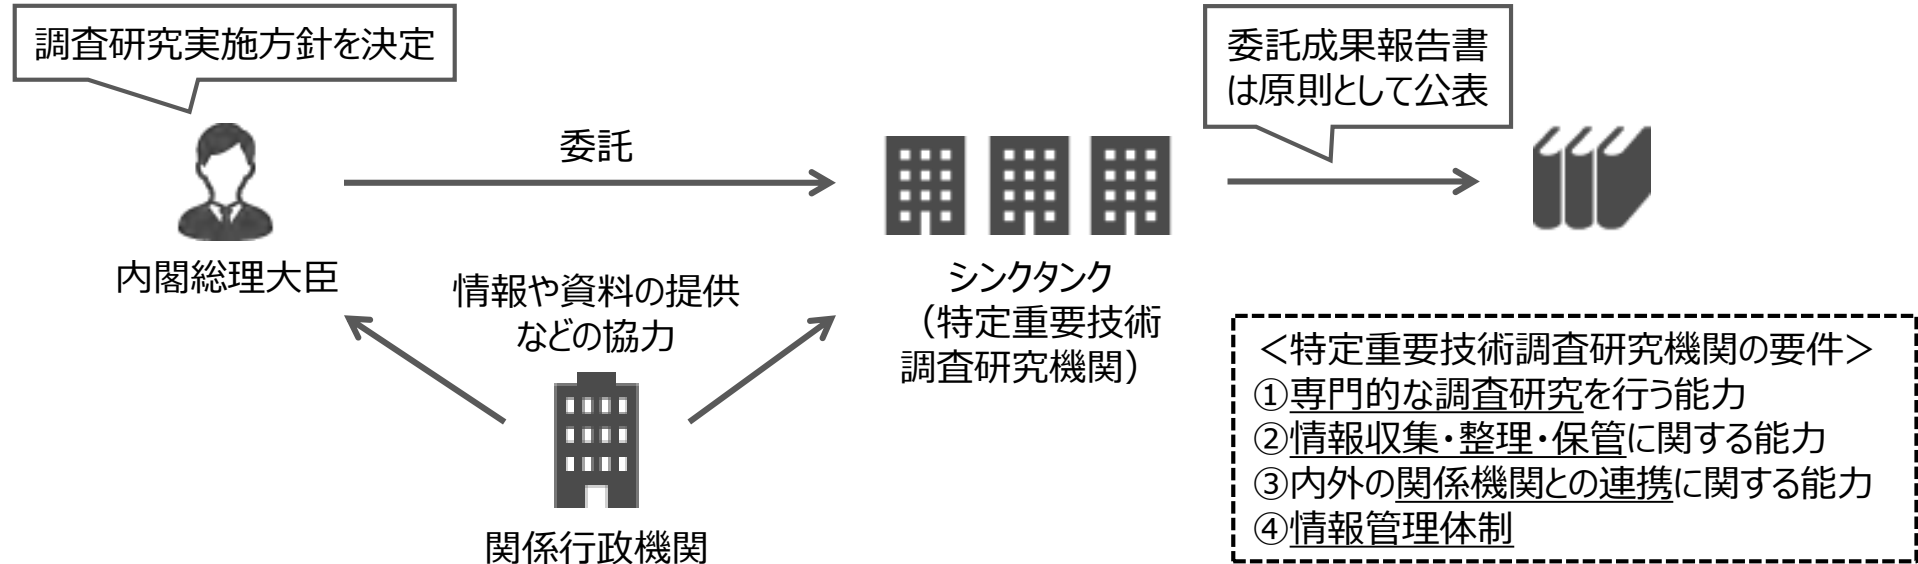 調査研究実施方針を決定
委託成果報告書
は原則として公表
委託
内閣総理大臣
情報や資料の提供
などの協力
シンクタンク
（特定重要技術
調査研究機関）
関係行政機関
＜特定重要技術調査研究機関の要件＞
①専門的な調査研究を行う能力
②情報収集・整理・保管に関する能力
③内外の関係機関との連携に関する能力
④情報管理体制